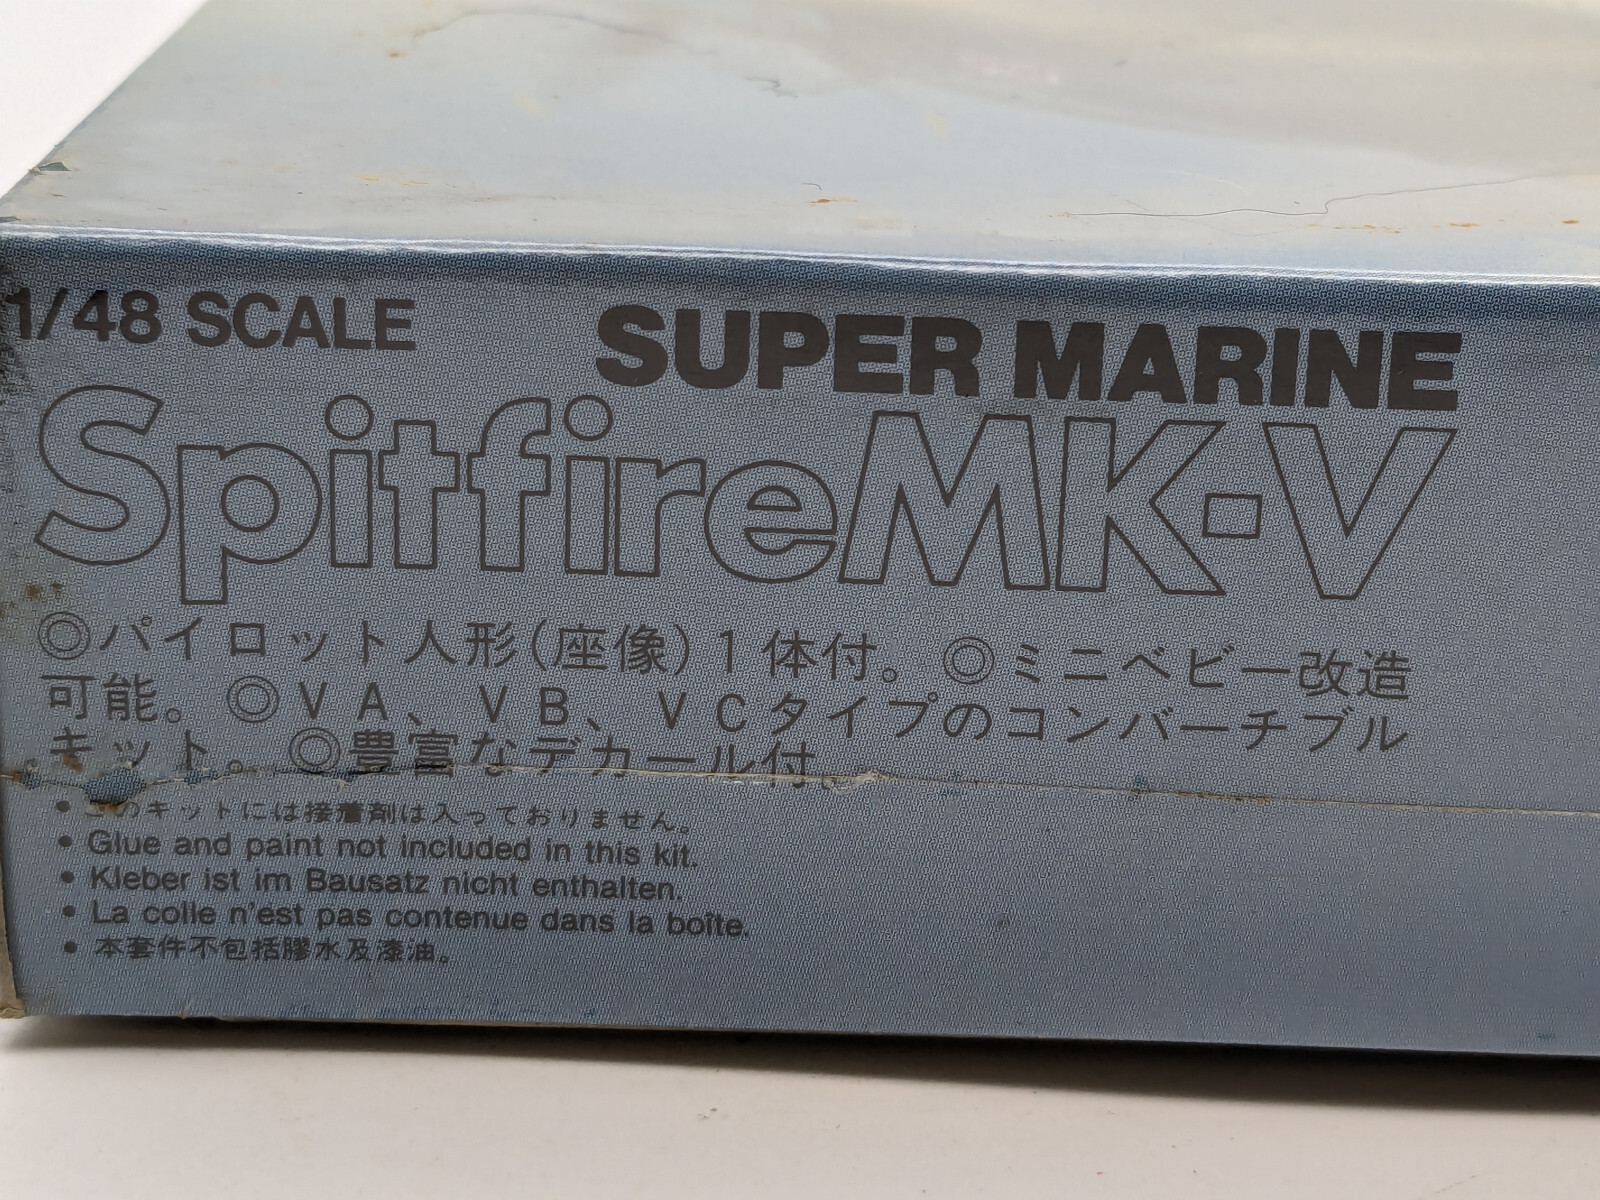 1/48 SCALE
SUPER MARINE
Spitfire MK·V
◎パイロット人形(座像)1体付。◎ミニベビー改造
可能。◎VA、VB、VCタイプのコンバーチブル
キット。◎豊富なデカール付。
• このキットには接着剤は入っておりません。
• Glue and paint not included in this kit.
• Kleber ist im Bausatz nicht enthalten.
• La colle n'est pas contenue dans la boîte.
• 本套件不包括膠水及漆油。